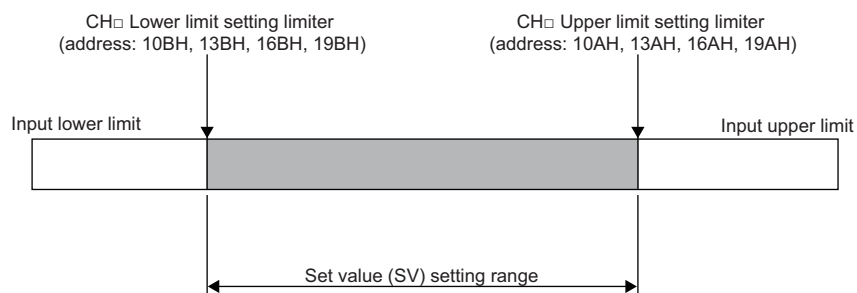 CH□ Lower limit setting limiter
(address: 10BH, 13BH, 16BH, 19BH)
CH□ Upper limit setting limiter
(address: 10AH, 13AH, 16AH, 19AH)
Input lower limit
Input upper limit
Set value (SV) setting range